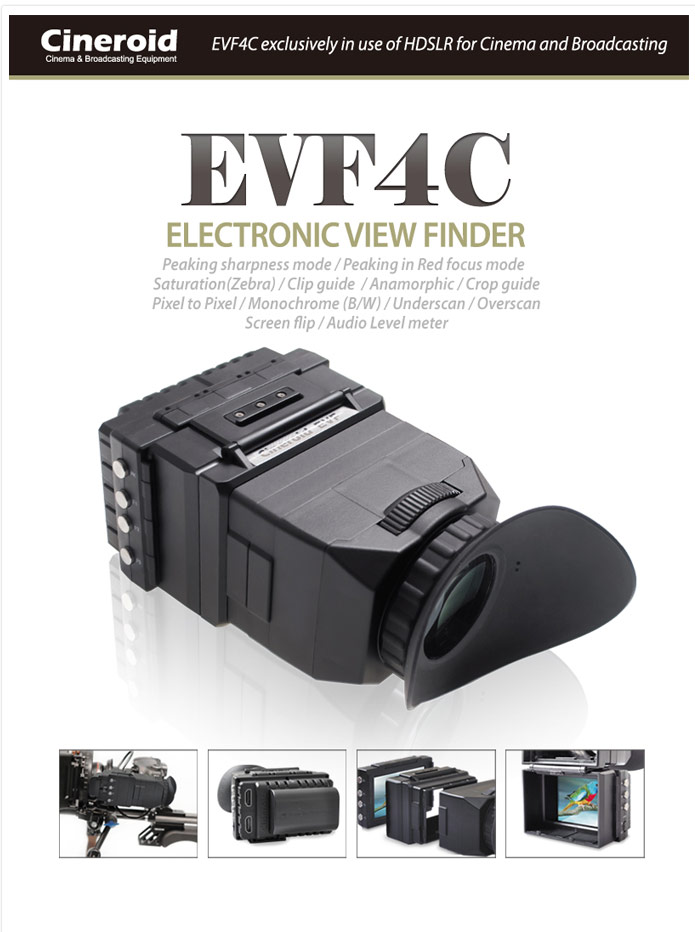 Cineroid
Cinema & Broadcasting Equipment
EVF4C exclusively in use of HDSLR for Cinema and Broadcasting
EVF4C
ELECTRONIC VIEW FINDER
Peaking sharpness mode / Peaking in Red focus mode
Saturation(Zebra) / Clip guide / Anamorphic / Crop guide
Pixel to Pixel / Monochrome (B/W) / Underscan / Overscan
Screen flip / Audio Level meter
Cineroid EVF